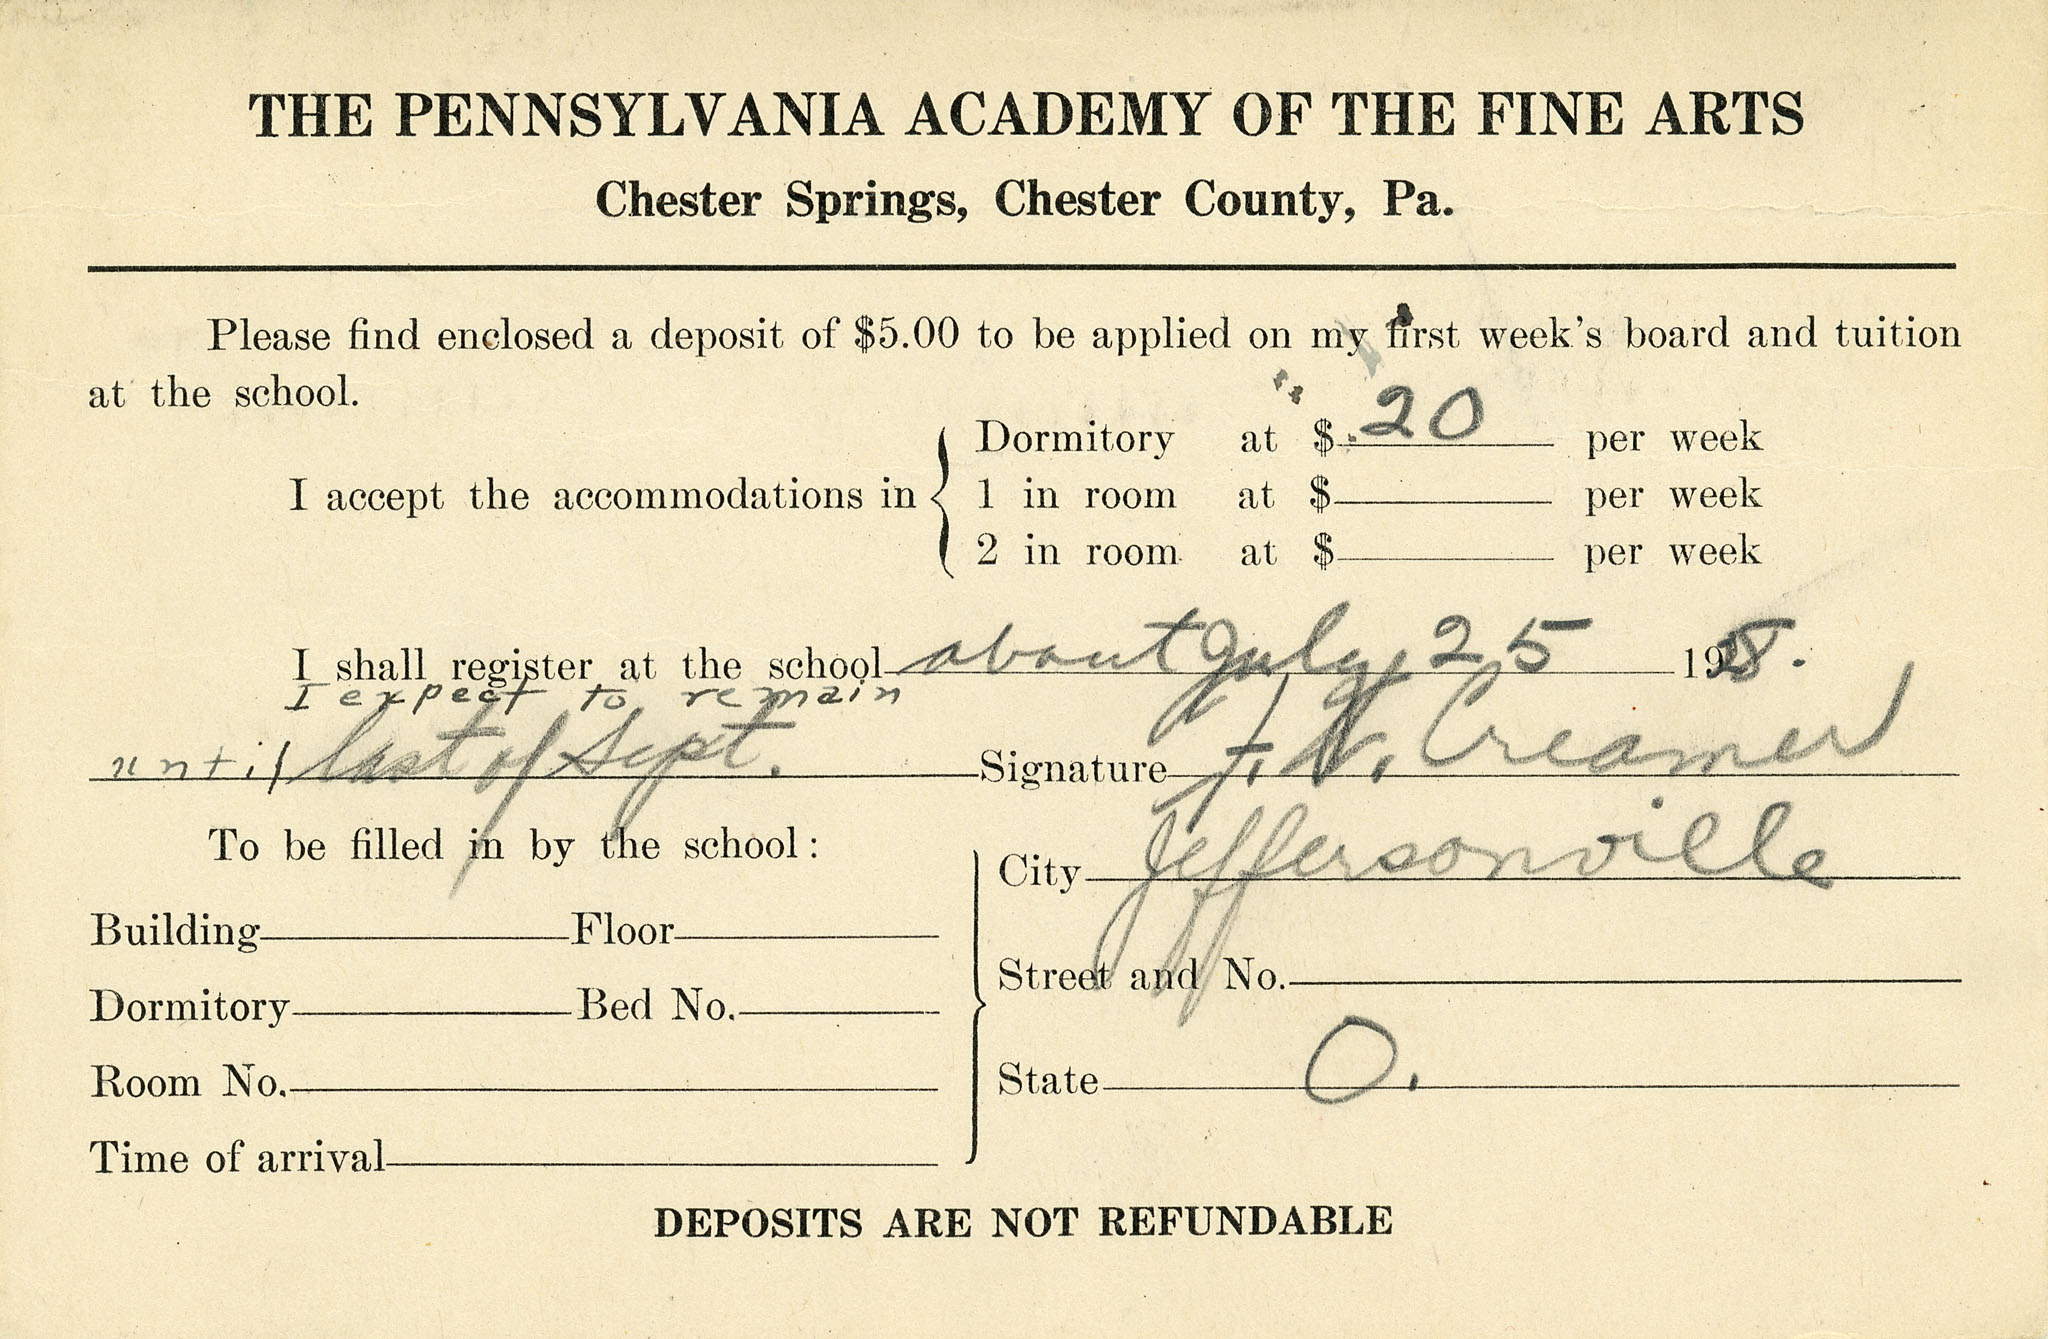 THE PENNSYLVANIA ACADEMY OF THE FINE ARTS
Chester Springs, Chester County, Pa.
Please find enclosed a deposit of $5.00 to be applied on my first week's board and tuition
at the school.
I accept the accommodations in
Dormitory at $ 20 per week
1 in room at $ per week
2 in room at $ per week
I shall register at the school about July 25 19
I expect to remain
until last of Sept. Signature Creamer
To be filled in by the school:
City Jeffersonville
Building Floor
Street and No.
Dormitory Bed No.
State O.
Room No.
Time of arrival
DEPOSITS ARE NOT REFUNDABLE